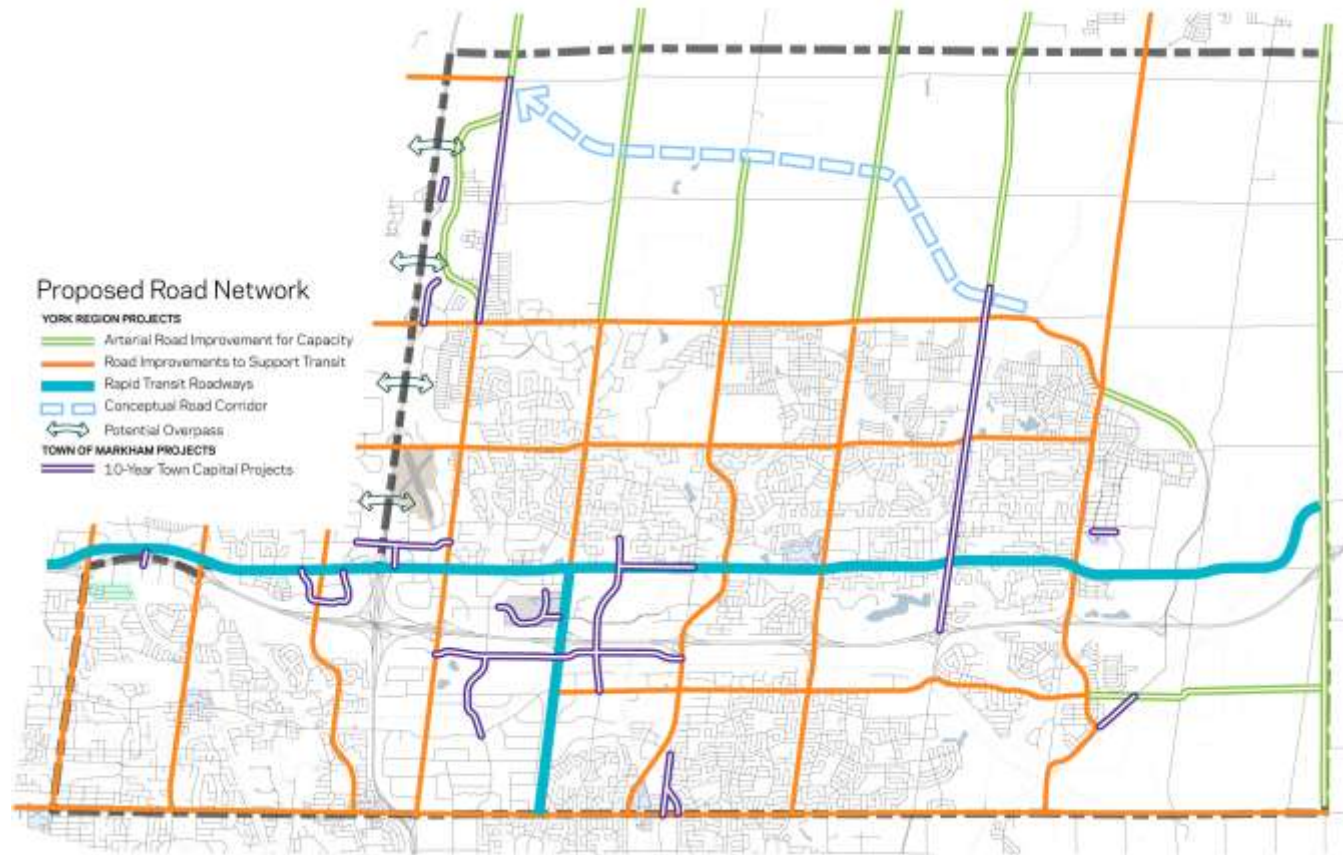 Proposed Road Network
YORK REGION PROJECTS
Arterial Road Improvement for Capacity
Road Improvements to Support Transit
Rapid Transit Roadways
Conceptual Road Corridor
Potential Overpass
TOWN OF MARKHAM PROJECTS
10-Year Town Capital Projects